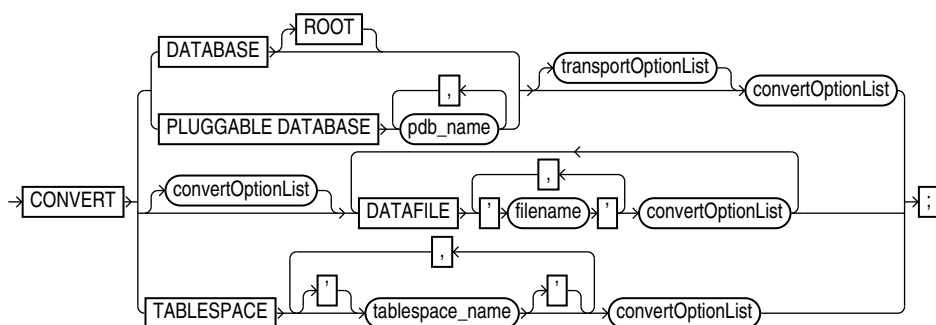 ROOT
DATABASE
transportOptionList
convertOptionList
,
PLUGGABLE DATABASE
pdb_name
convertOptionList
,
CONVERT
DATAFILE
' filename '
convertOptionList
;
,
' '
TABLESPACE
tablespace_name
convertOptionList